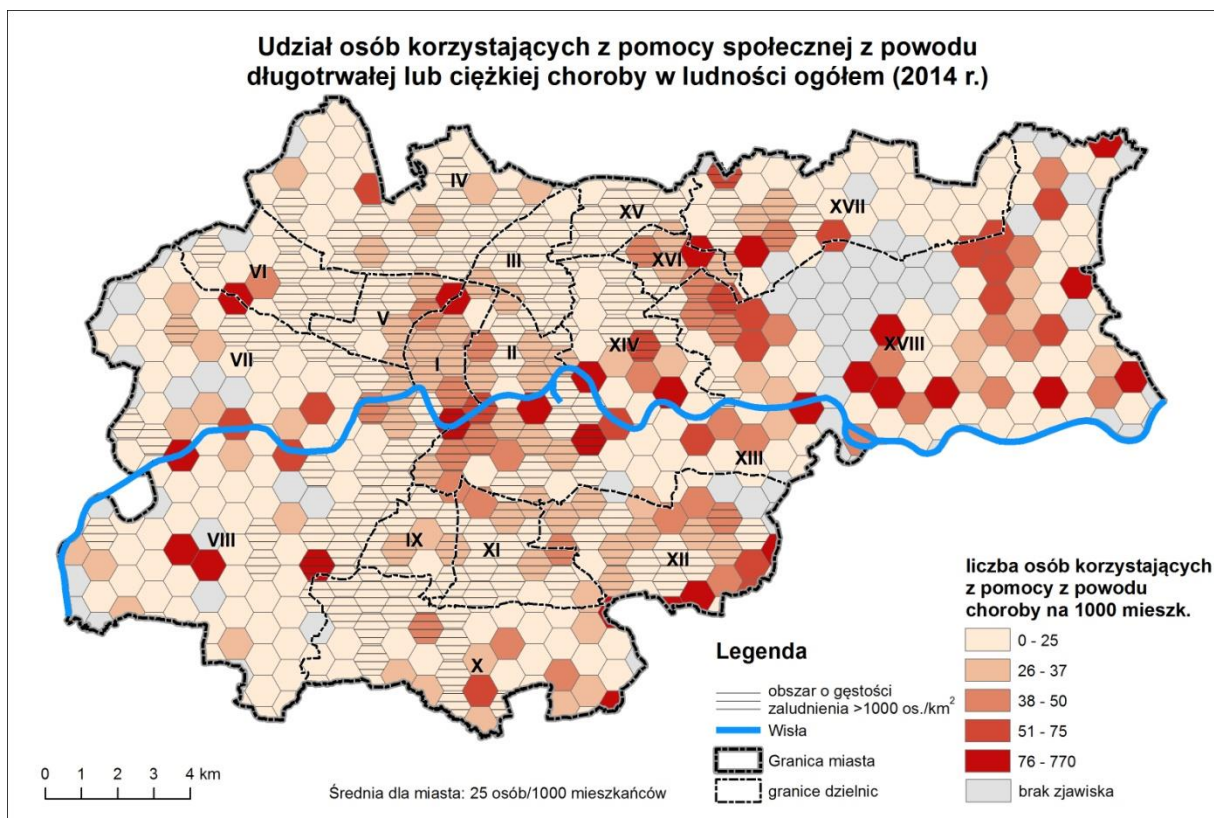 Udział osób korzystających z pomocy społecznej z powodu
długotrwałej lub ciężkiej choroby w ludności ogółem (2014 r.)
IV
XV
XVII
III
XVI
VI
V
VII
I
II
XIV
XVIII
XIII
VIII
IX
XI
XII
X
liczba osób korzystających
z pomocy z powodu
choroby na 1000 mieszk.
0 - 25
26 - 37
38 - 50
51 - 75
76 - 770
brak zjawiska
Legenda
obszar o gęstości
zaludnienia >1000 os./km²
Wisła
Granica miasta
granice dzielnic
0 1 2 3 4 km
Średnia dla miasta: 25 osób/1000 mieszkańców